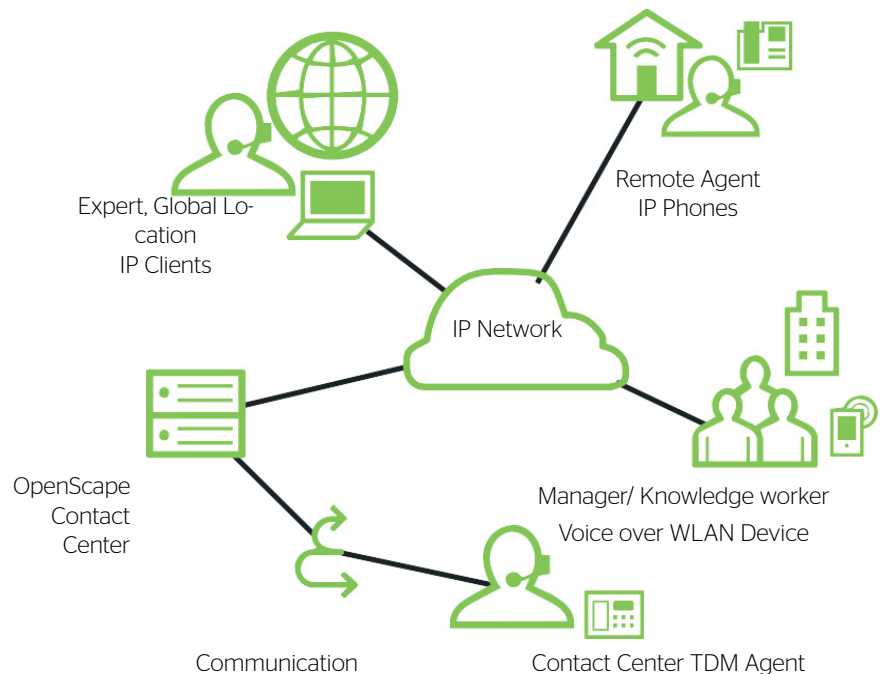 Expert, Global Lo-
cation
IP Clients
Remote Agent
IP Phones
IP Network
OpenScape
Contact
Center
Manager/ Knowledge worker
Voice over WLAN Device
Communication
Contact Center TDM Agent